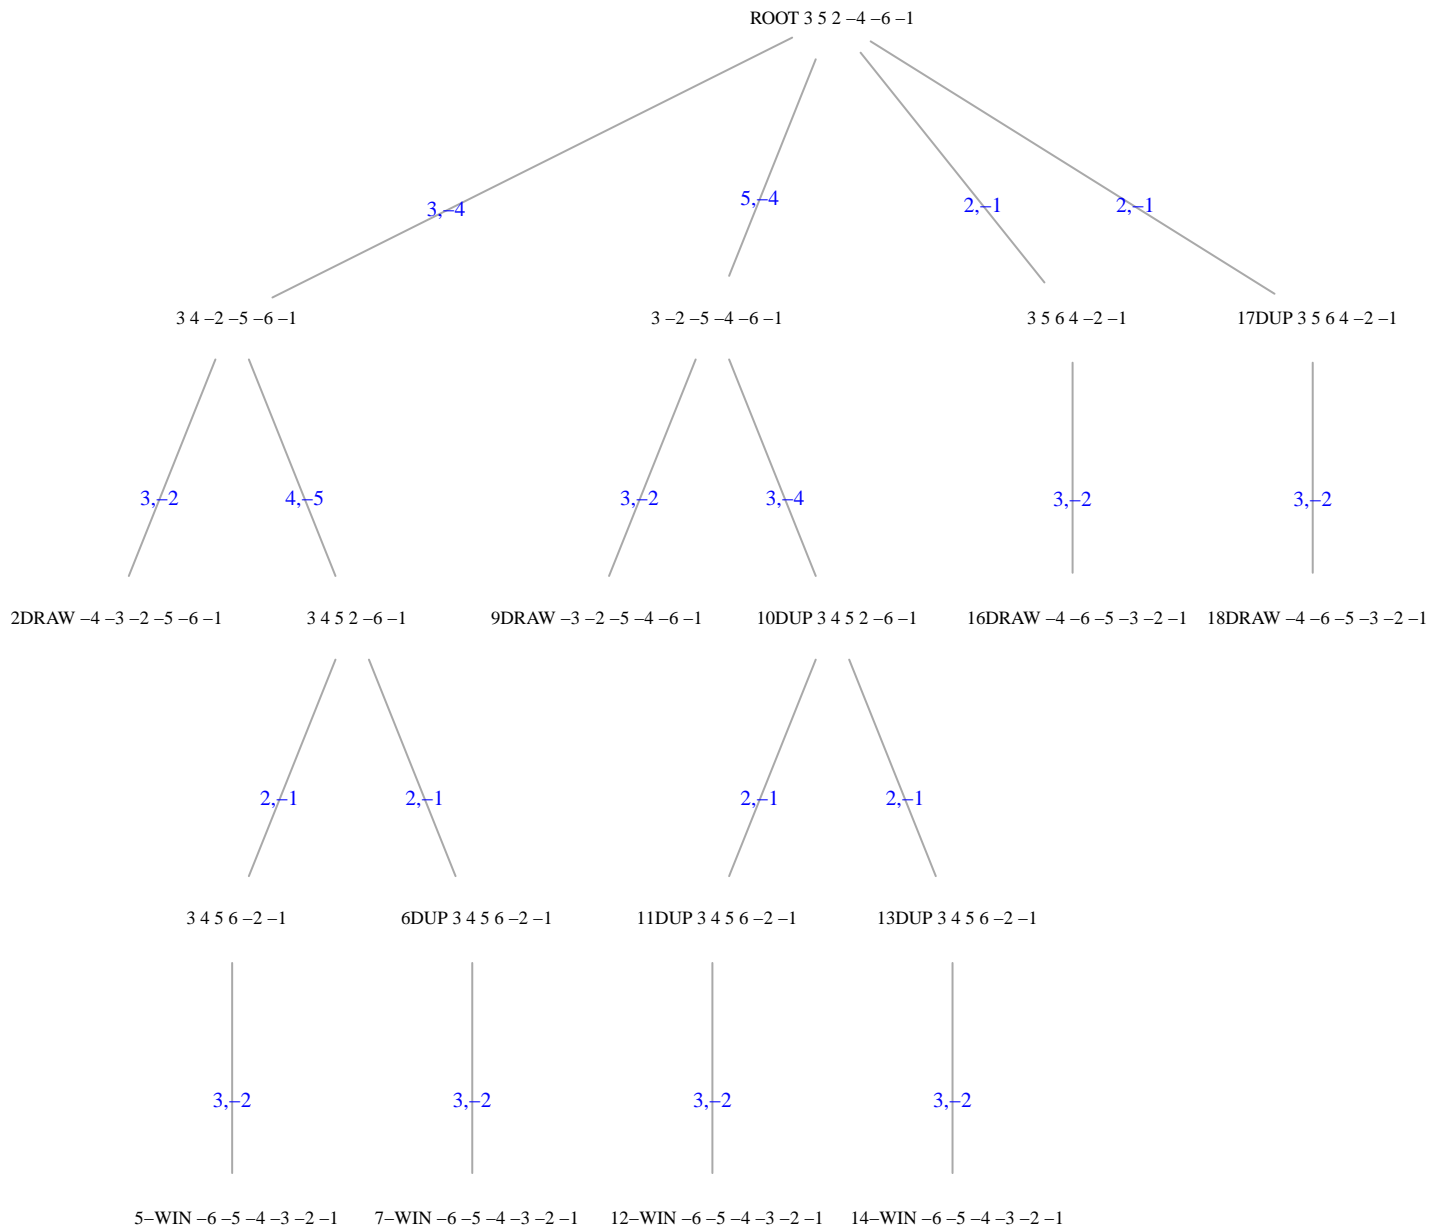 ROOT 3 5 2 –4 –6 –1
3,–4 5,–4 2,–1 2,–1
3 4 –2 –5 –6 –1 3 –2 –5 –4 –6 –1 3 5 6 4 –2 –1 17DUP 3 5 6 4 –2 –1
3,–2 4,–5 3,–2 3,–4 3,–2 3,–2
2DRAW –4 –3 –2 –5 –6 –1 3 4 5 2 –6 –1 9DRAW –3 –2 –5 –4 –6 –1 10DUP 3 4 5 2 –6 –1 16DRAW –4 –6 –5 –3 –2 –1 18DRAW –4 –6 –5 –3 –2 –1
2,–1 2,–1 2,–1 2,–1
3 4 5 6 –2 –1 6DUP 3 4 5 6 –2 –1 11DUP 3 4 5 6 –2 –1 13DUP 3 4 5 6 –2 –1
3,–2 3,–2 3,–2 3,–2
5–WIN –6 –5 –4 –3 –2 –1 7–WIN –6 –5 –4 –3 –2 –1 12–WIN –6 –5 –4 –3 –2 –1 14–WIN –6 –5 –4 –3 –2 –1